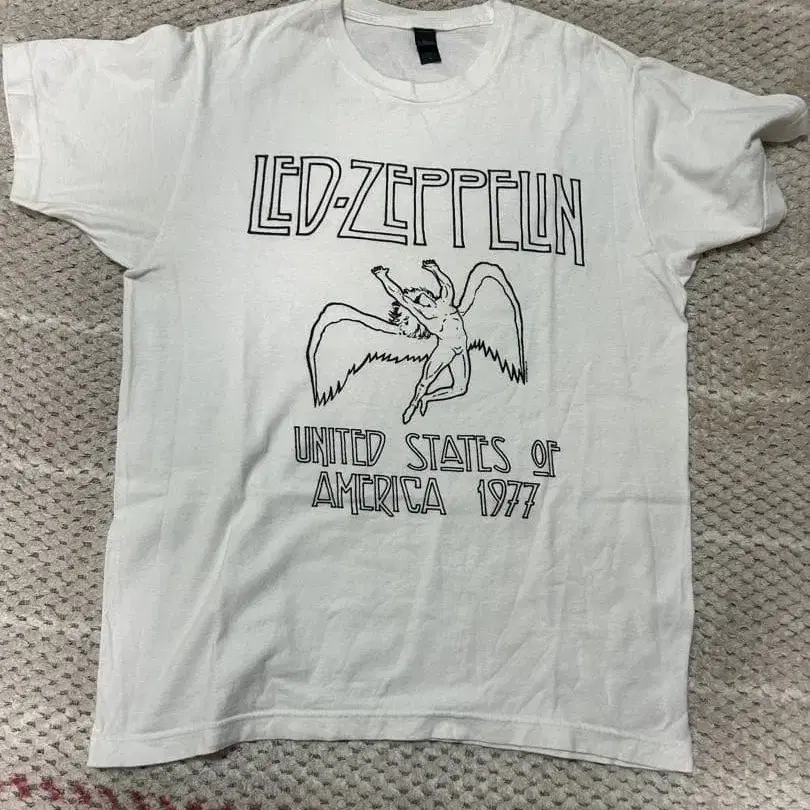 LED-ZEPPELIN
UNITED STATES OF
AMERICA 1977